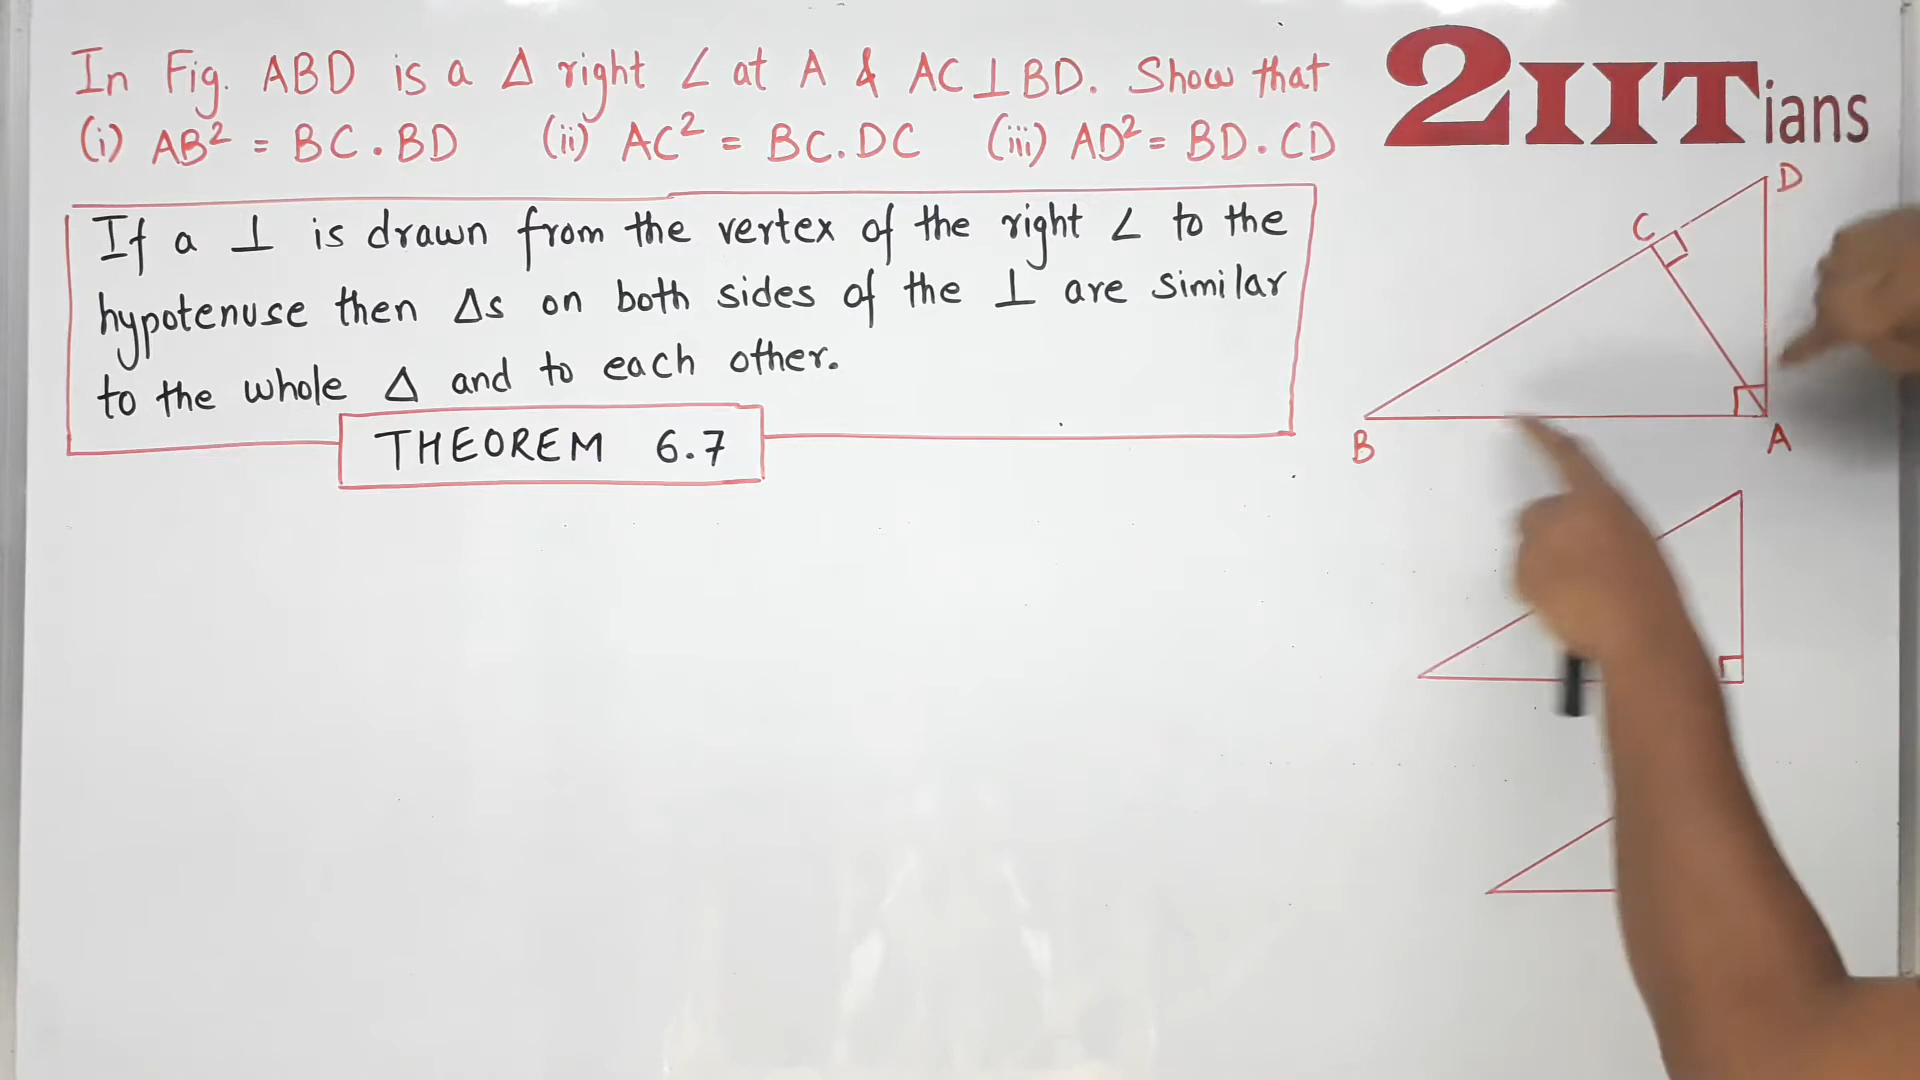 In Fig. ABD is a Δ right ∠ at A & AC⊥BD. Show that
(i) AB² = BC.BD (ii) AC² = BC.DC (iii) AD² = BD.CD
2IITians
If a ⊥ is drawn from the vertex of the right ∠ to the
hypotenuse then Δs on both sides of the ⊥ are similar
to the whole Δ and to each other.
THEOREM 6.7
D
C
B
A